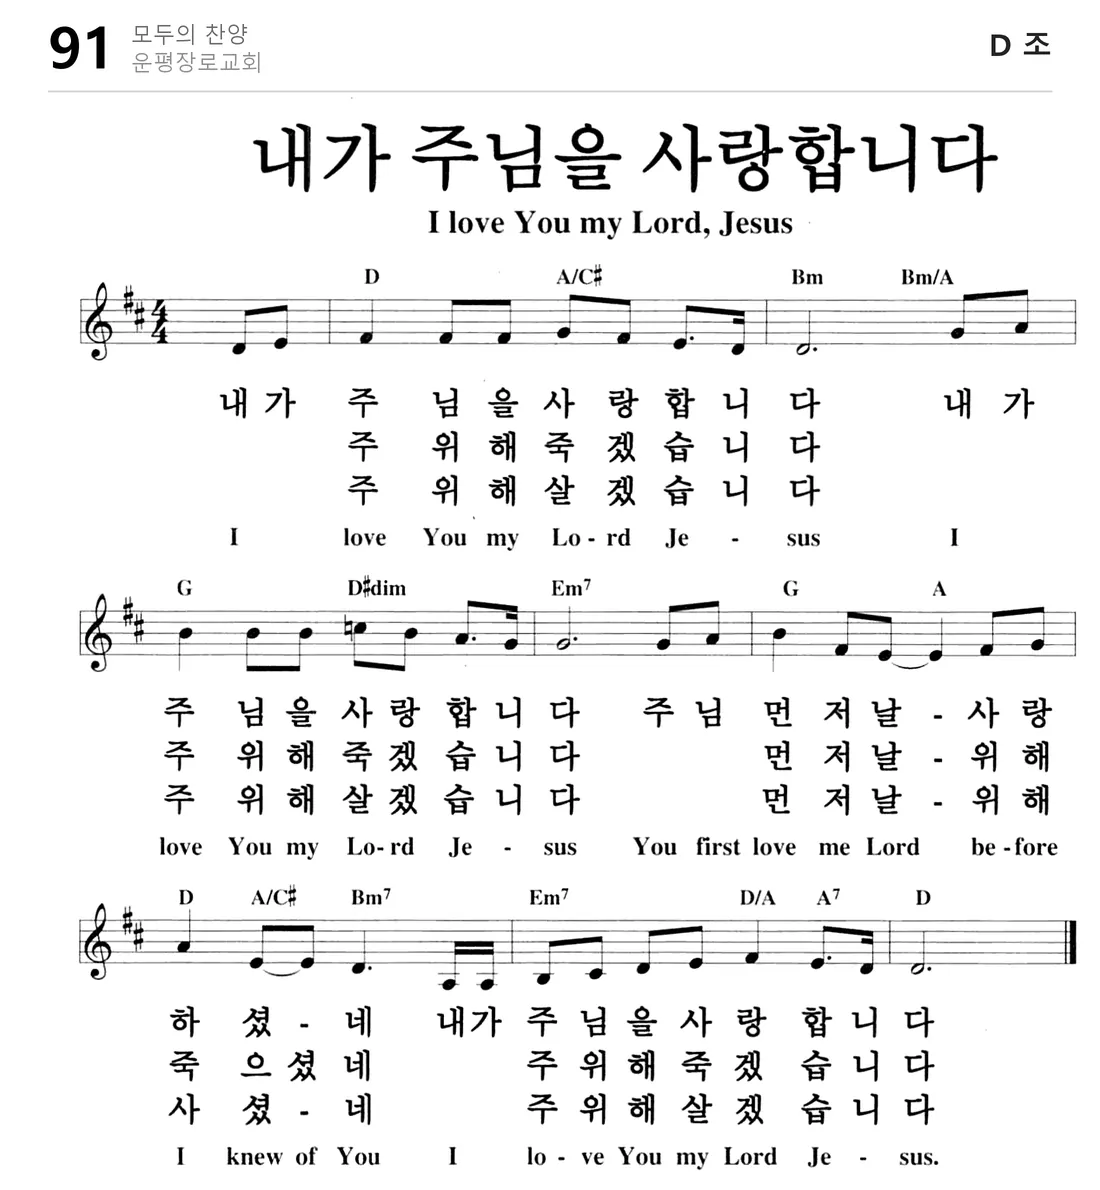 91 모두의 찬양
운평장로교회
D 조
내가 주님을 사랑합니다
I love You my Lord, Jesus
D A/C♯ Bm Bm/A
내 가 주 님 을 사 랑 합 니 다 내 가
주 위 해 죽 겠 습 니 다
주 위 해 살 겠 습 니 다
I love You my Lo - rd Je - sus I
G D♯dim Em7 G A
주 님 을 사 랑 합 니 다 주 님 먼 저 날 - 사 랑
주 위 해 죽 겠 습 니 다 먼 저 날 - 위 해
주 위 해 살 겠 습 니 다 먼 저 날 - 위 해
love You my Lo- rd Je - sus You first love me Lord be -fore
D A/C♯ Bm7 Em7 D/A A7 D
하 셨 - 네 내가 주 님 을 사 랑 합 니 다
죽 으 셨 네 주 위 해 죽 겠 습 니 다
사 셨 - 네 주 위 해 살 겠 습 니 다
I knew of You I lo - ve You my Lord Je - sus.